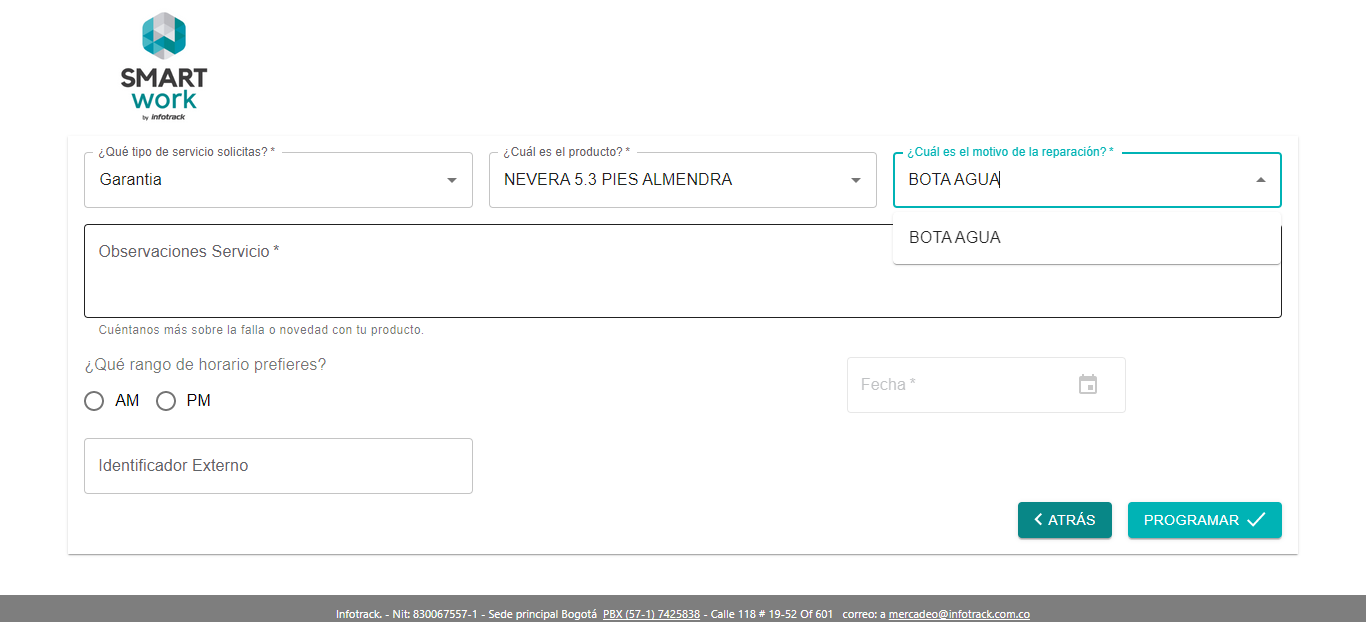 SMART
work
by infotrack
¿Qué tipo de servicio solicitas? *
Garantia
¿Cuál es el producto? *
NEVERA 5.3 PIES ALMENDRA
¿Cuál es el motivo de la reparación? *
BOTA AGUA
BOTA AGUA
Observaciones Servicio *
Cuéntanos más sobre la falla o novedad con tu producto.
¿Qué rango de horario prefieres?
AM PM
Fecha *
Identificador Externo
ATRÁS
PROGRAMAR
Infotrack. - Nit: 830067557-1 - Sede principal Bogotá PBX (57-1) 7425838 - Calle 118 # 19-52 Of 601 correo: a mercadeo@infotrack.com.co